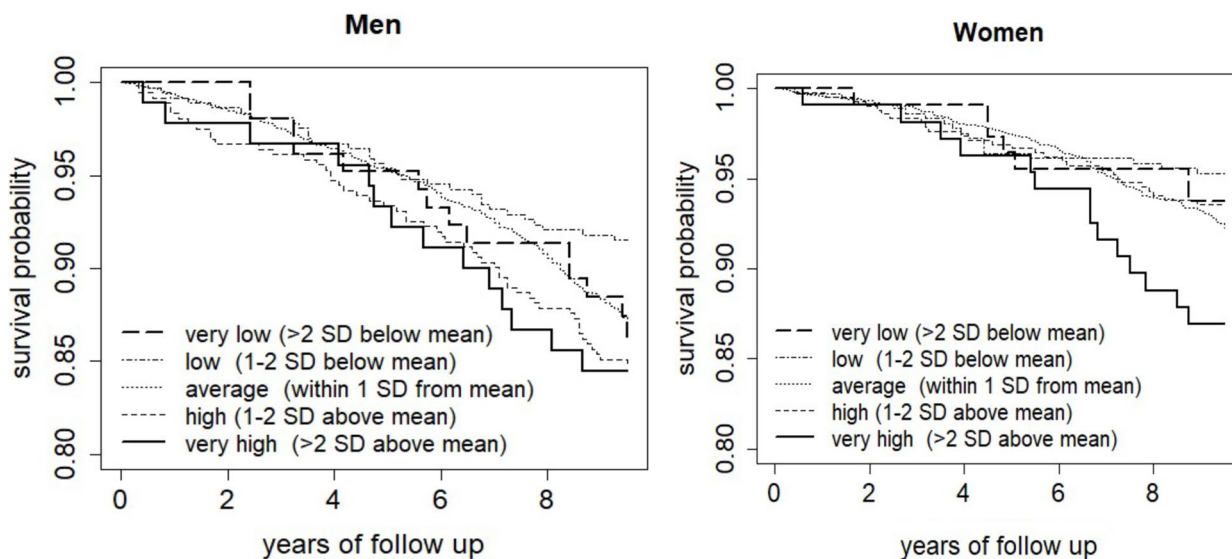 Men
survival probability
1.00
0.95
0.90
0.85
0.80
very low (>2 SD below mean)
low (1-2 SD below mean)
average (within 1 SD from mean)
high (1-2 SD above mean)
very high (>2 SD above mean)
0 2 4 6 8
years of follow up
Women
survival probability
1.00
0.95
0.90
0.85
0.80
very low (>2 SD below mean)
low (1-2 SD below mean)
average (within 1 SD from mean)
high (1-2 SD above mean)
very high (>2 SD above mean)
0 2 4 6 8
years of follow up